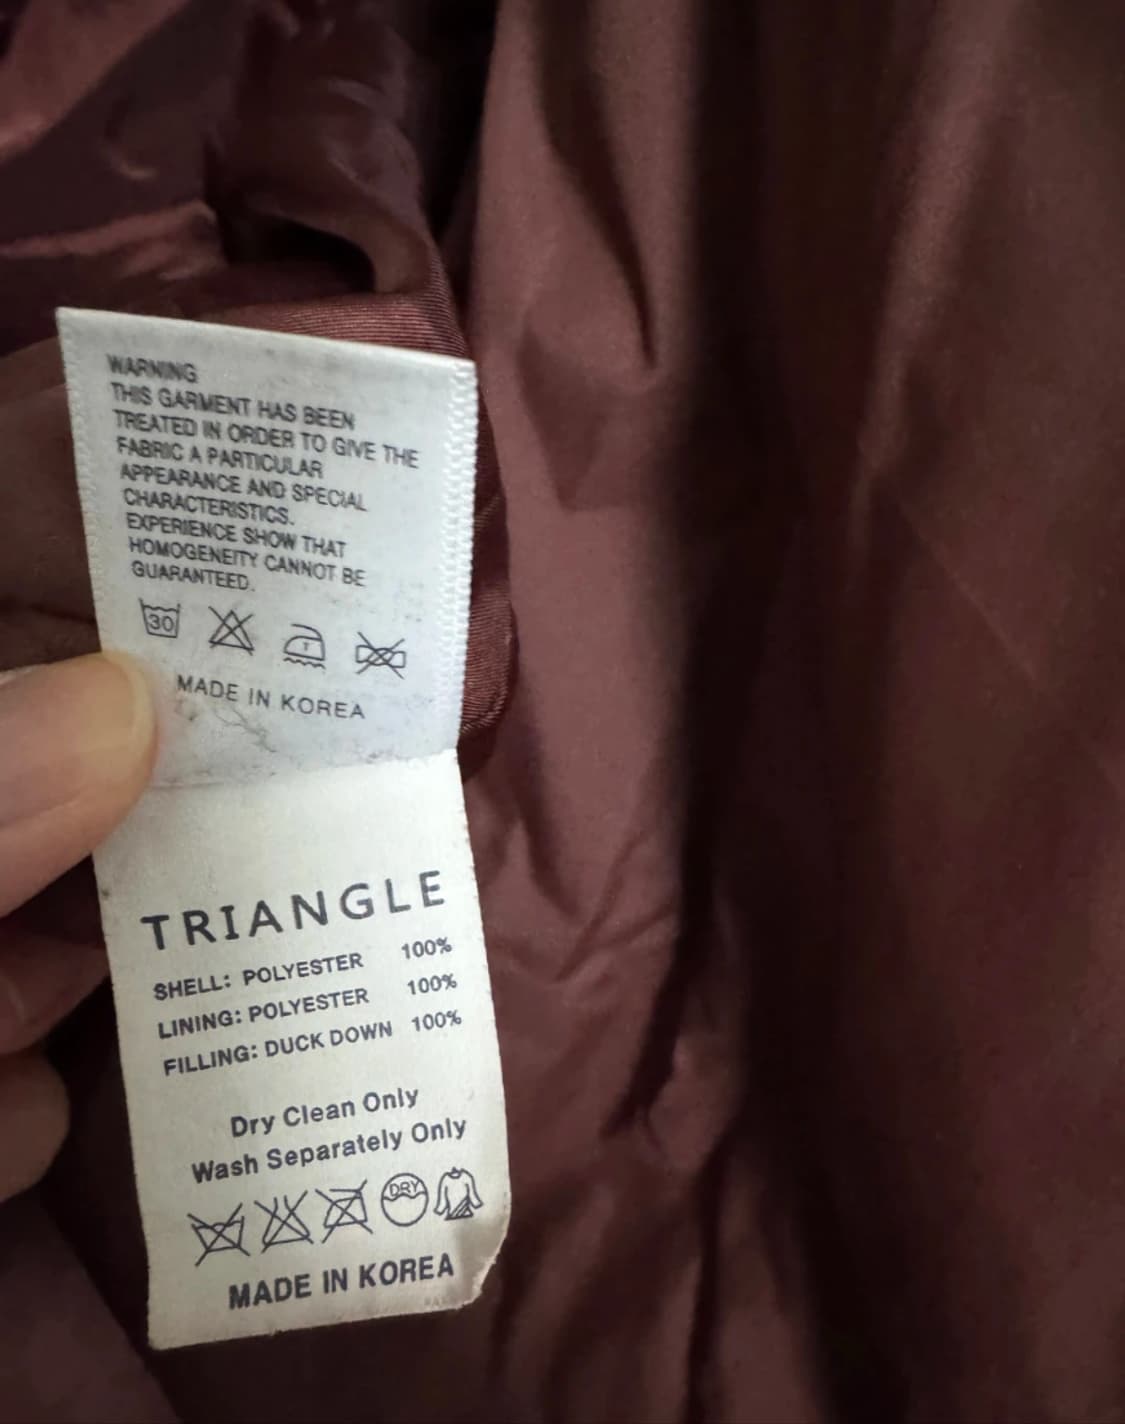 WARNING
THIS GARMENT HAS BEEN
TREATED IN ORDER TO GIVE THE
FABRIC A PARTICULAR
APPEARANCE AND SPECIAL
CHARACTERISTICS.
EXPERIENCE SHOW THAT
HOMOGENEITY CANNOT BE
GUARANTEED.
30
MADE IN KOREA
TRIANGLE
SHELL: POLYESTER 100%
LINING: POLYESTER 100%
FILLING: DUCK DOWN 100%
Dry Clean Only
Wash Separately Only
DRY
MADE IN KOREA